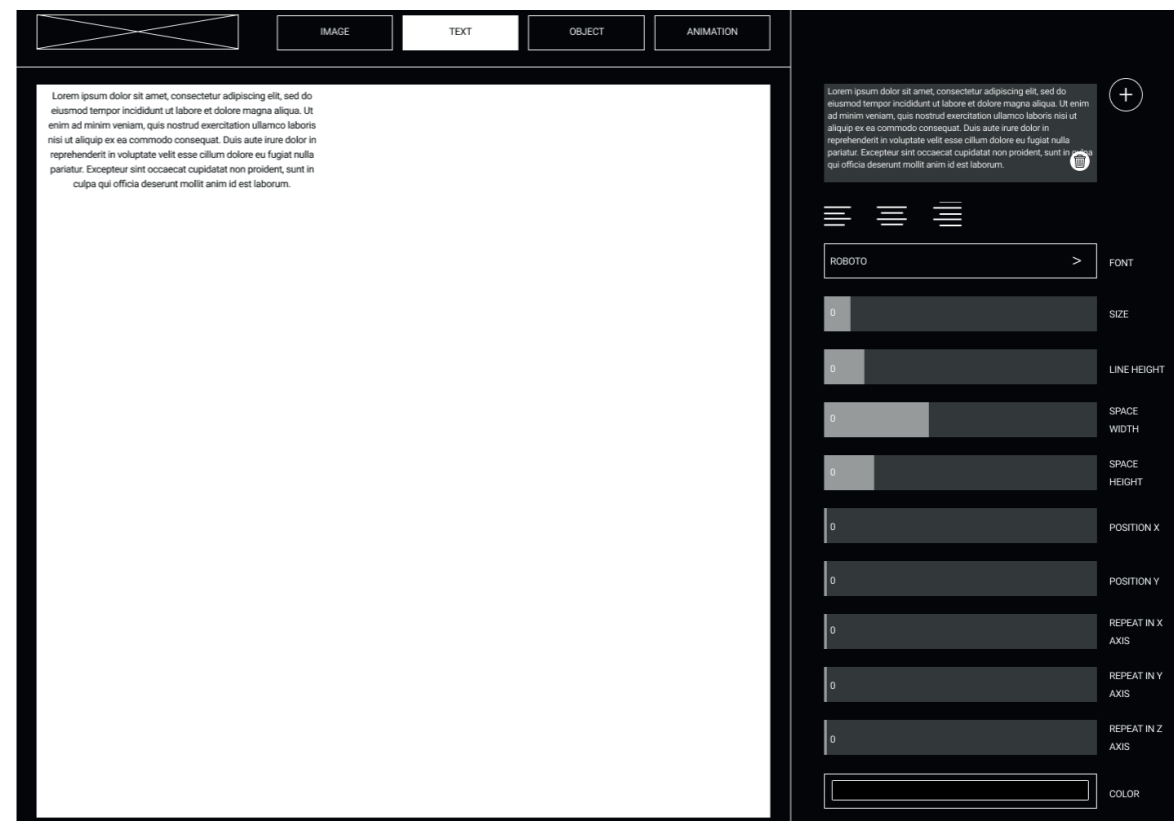 IMAGE
TEXT
OBJECT
ANIMATION
Lorem ipsum dolor sit amet, consectetur adipiscing elit, sed do
eiusmod tempor incididunt ut labore et dolore magna aliqua. Ut
enim ad minim veniam, quis nostrud exercitation ullamco laboris
nisi ut aliquip ex ea commodo consequat. Duis aute irure dolor in
reprehenderit in voluptate velit esse cillum dolore eu fugiat nulla
pariatur. Excepteur sint occaecat cupidatat non proident, sunt in
culpa qui officia deserunt mollit anim id est laborum.
Lorem ipsum dolor sit amet, consectetur adipiscing elit, sed do
eiusmod tempor incididunt ut labore et dolore magna aliqua. Ut enim
ad minim veniam, quis nostrud exercitation ullamco laboris nisi ut
aliquip ex ea commodo consequat. Duis aute irure dolor in
reprehenderit in voluptate velit esse cillum dolore eu fugiat nulla
pariatur. Excepteur sint occaecat cupidatat non proident, sunt in
qui officia deserunt mollit anim id est laborum.
ROBOTO >
FONT
0
SIZE
0
LINE HEIGHT
0
SPACE
WIDTH
0
SPACE
HEIGHT
0
POSITION X
0
POSITION Y
0
REPEAT IN X
AXIS
0
REPEAT IN Y
AXIS
0
REPEAT IN Z
AXIS
COLOR